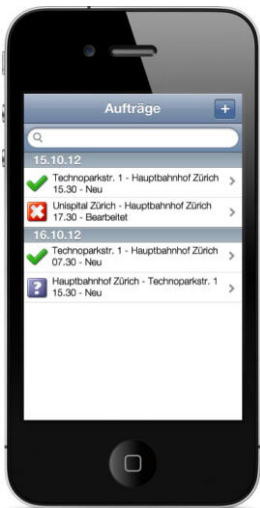 Aufträge
+
15.10.12
Technoparkstr. 1 - Hauptbahnhof Zürich
15.30 - Neu
Unispital Zürich - Hauptbahnhof Zürich
17.30 - Bearbeitet
16.10.12
Technoparkstr. 1 - Hauptbahnhof Zürich
07.30 - Neu
Hauptbahnhof Zürich - Technoparkstr. 1
15.30 - Neu